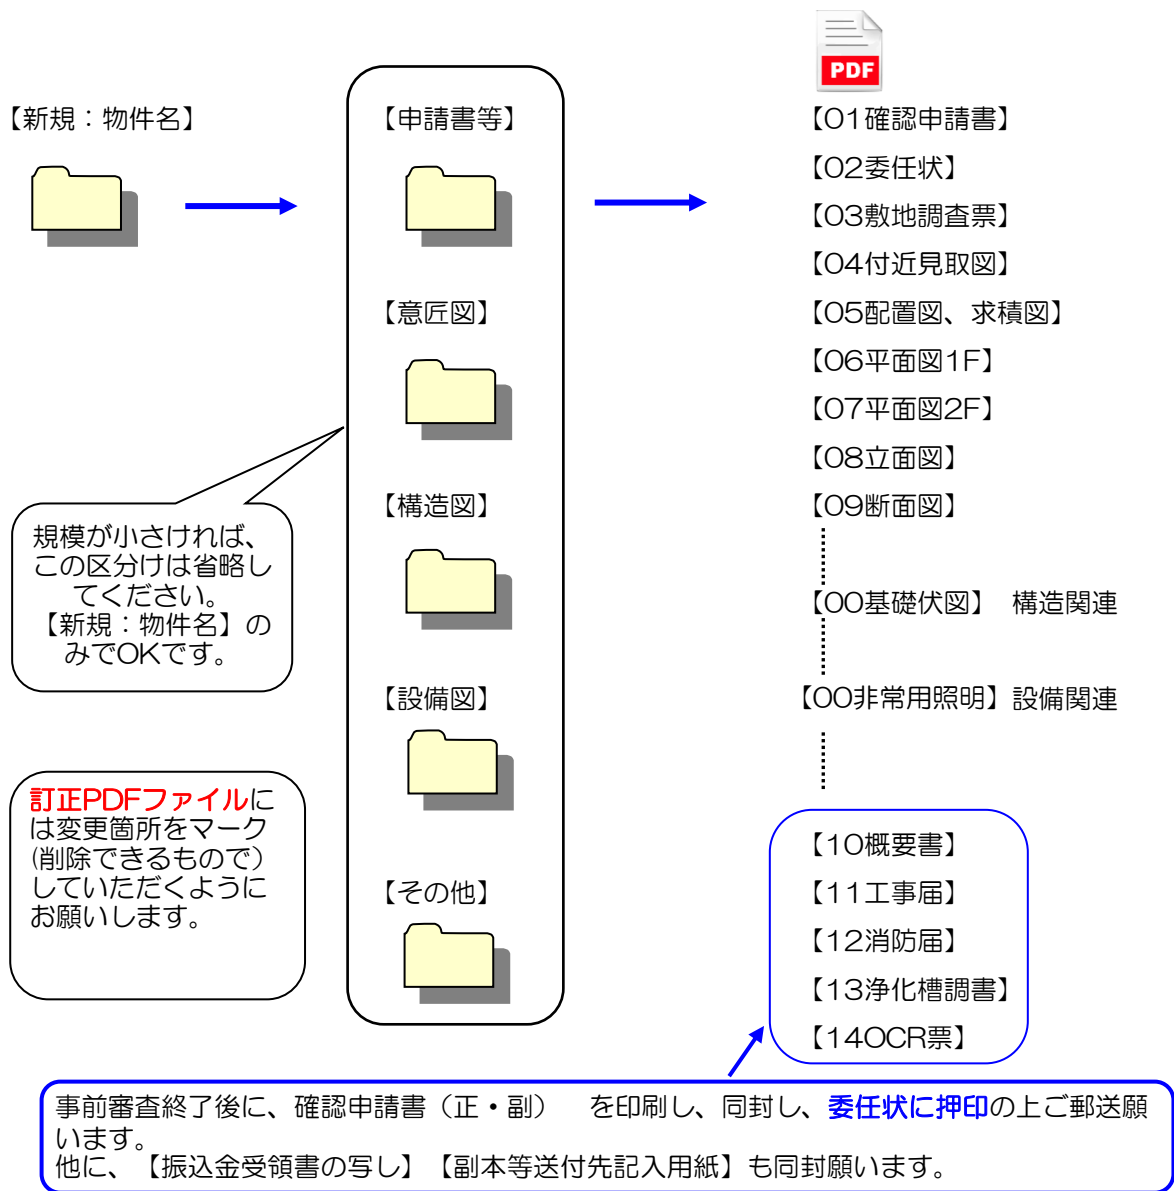 PDF
【新規:物件名】
【申請書等】
【意匠図】
【構造図】
【設備図】
【その他】
規模が小さければ、
この区分けは省略し
てください。
【新規:物件名】の
みでOKです。
訂正PDFファイルに
は変更箇所をマーク
(削除できるもので)
していただくように
お願いします。
【01確認申請書】
【02委任状】
【03敷地調査票】
【04付近見取図】
【05配置図、求積図】
【06平面図1F】
【07平面図2F】
【08立面図】
【09断面図】
【00基礎伏図】 構造関連
【00非常用照明】設備関連
【10概要書】
【11工事届】
【12消防届】
【13浄化槽調書】
【14OCR票】
事前審査終了後に、確認申請書(正・副) を印刷し、同封し、委任状に押印の上ご郵送願
います。
他に、【振込金受領書の写し】【副本等送付先記入用紙】も同封願います。